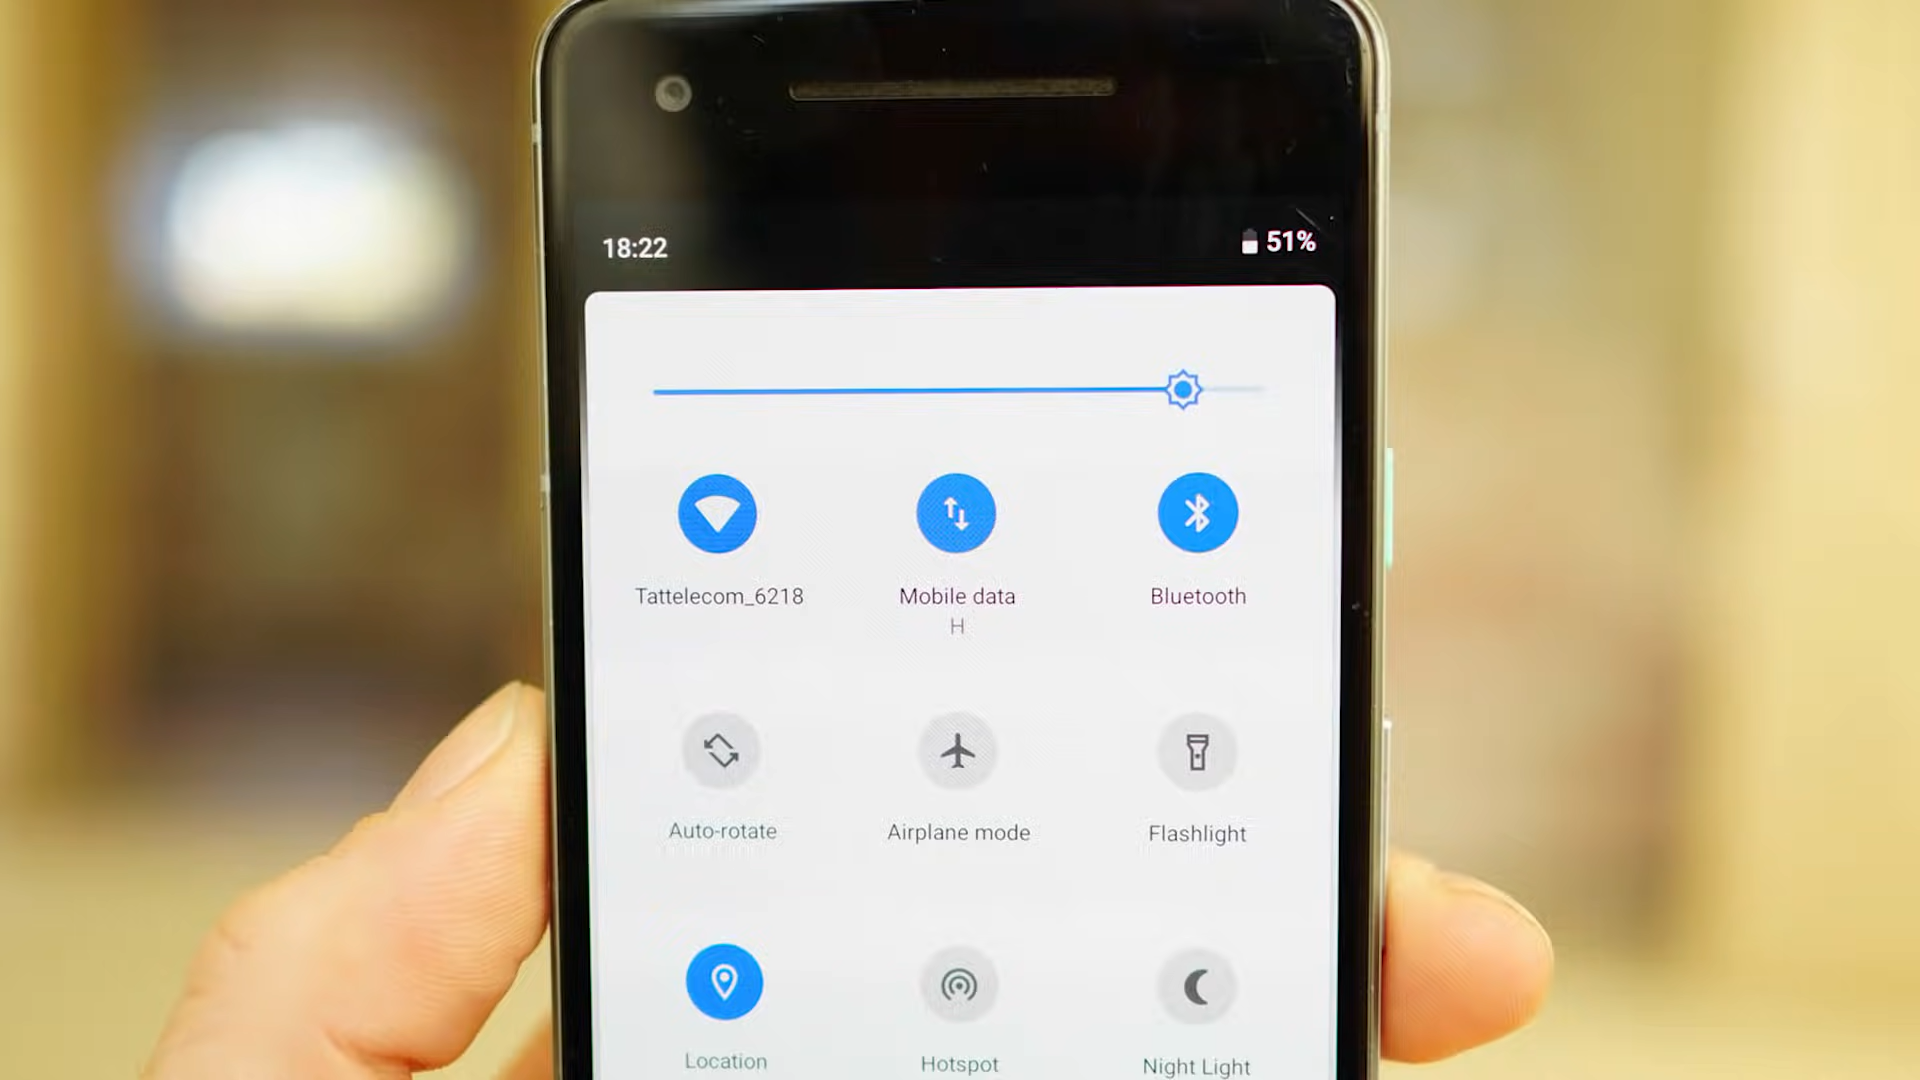 18:22
51%
Tattelecom_6218
Mobile data
H
Bluetooth
Auto-rotate
Airplane mode
Flashlight
Location
Hotspot
Night Light